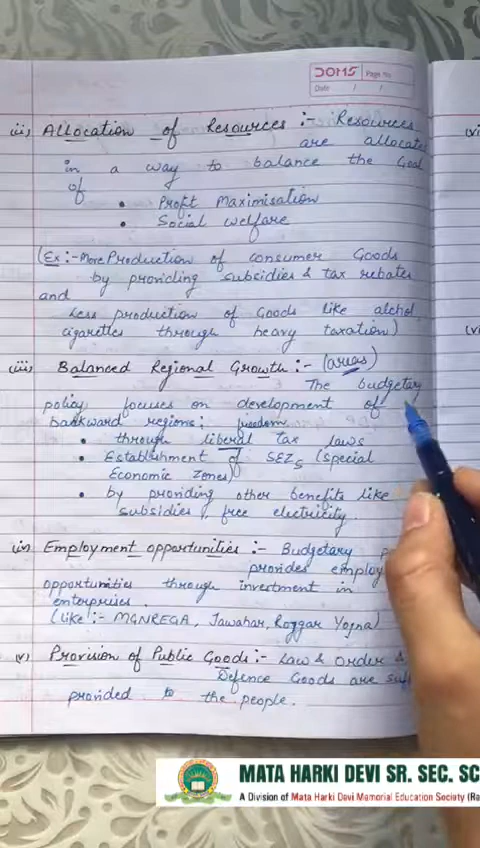 DOMS
Page No.
Date / /
iii) Allocation of Resources :- Resources
are allocated
in a way to balance the Goal
of
• Profit Maximisation
• Social welfare
(Ex :- More Production of consumer Goods
by providing subsidies & tax rebates
and
Less production of Goods like alchol,
cigarettes through heavy taxation)
iii) Balanced Regional Growth :- (areas)
The budgetary
policy focuses on development of
backward regions: freedom
• through liberal tax laws
• Establishment of SEZs (special
Economic zones)
• by providing other benefits like
subsidies, free electricity.
iv) Employment opportunities :- Budgetary
provides employ
opportunities through investment in
enterprises.
(like :- MGNREGA, Jawahar, Rozgar Yojna)
v) Provision of Public Goods :- Law & Order &
Defence Goods are
provided to the people.
MATA HARKI DEVI SR. SEC. SC
A Division of Mata Harki Devi Memorial Education Society (Re